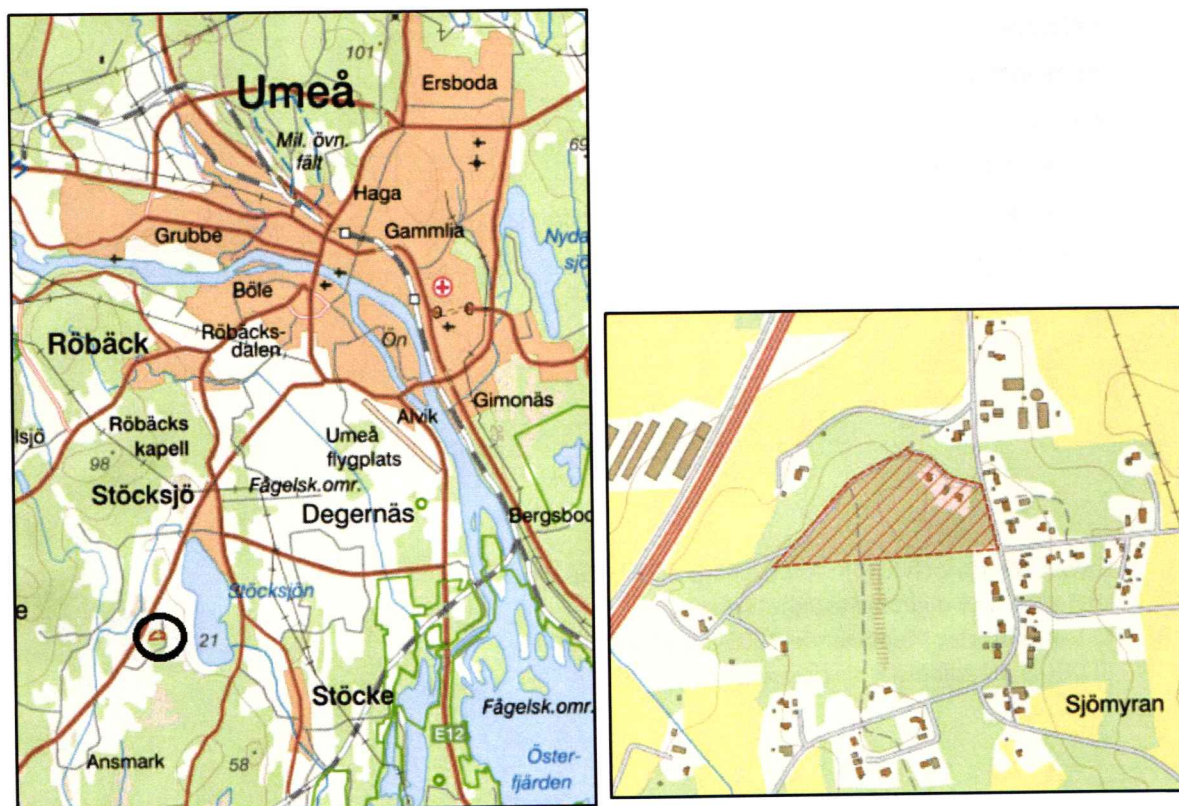 101
Ersboda
Umeå
Mil. övn.
fält
69
Haga
Grubbe
Gammlia
Nyda
sjö
Böle
Röbäcks-
dalen
Ön
Röbäck
Gimonäs
Alvik
lsjö
Röbäcks
kapell
Umeå
flygplats
98
Fågelsk.omr.
Stöcksjö
Degernäs
Bergsbod
Stöcksjön
e
21
Stöcke
Fågelsk.omr.
E12
Ansmark
58
Öster-
fjärden
Sjömyran